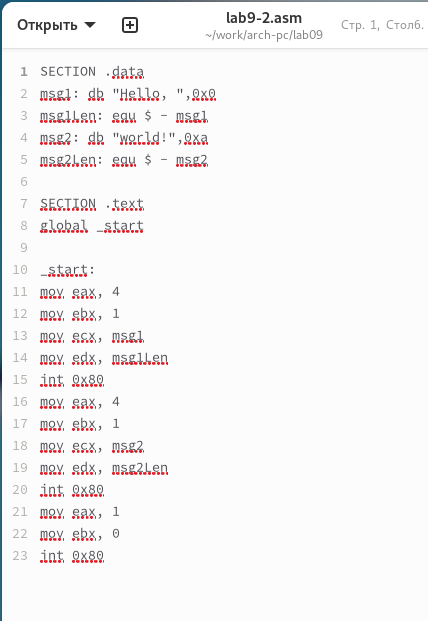 Открыть
lab9-2.asm
~/work/arch-pc/lab09
Стр. 1, Столб.
1 SECTION .data
2 msg1: db "Hello, ",0x0
3 msg1Len: equ $ - msg1
4 msg2: db "world!",0xa
5 msg2Len: equ $ - msg2
6
7 SECTION .text
8 global _start
9
10 _start:
11 mov eax, 4
12 mov ebx, 1
13 mov ecx, msg1
14 mov edx, msg1Len
15 int 0x80
16 mov eax, 4
17 mov ebx, 1
18 mov ecx, msg2
19 mov edx, msg2Len
20 int 0x80
21 mov eax, 1
22 mov ebx, 0
23 int 0x80